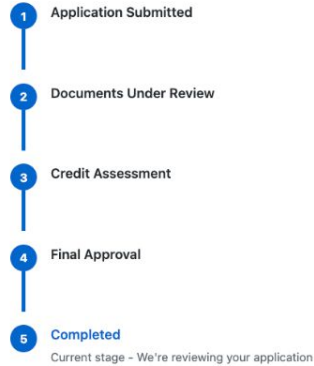 1 Application Submitted
2 Documents Under Review
3 Credit Assessment
4 Final Approval
5 Completed
Current stage – We're reviewing your application